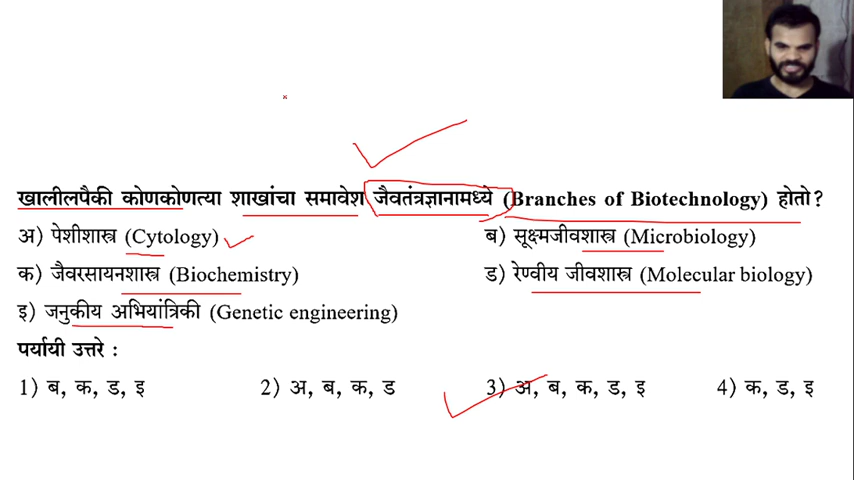 खालीलपैकी कोणकोणत्या शाखांचा समावेश जैवतंत्रज्ञानामध्ये (Branches of Biotechnology) होतो?
अ) पेशीशास्त्र (Cytology) ब) सूक्ष्मजीवशास्त्र (Microbiology)
क) जैवरसायनशास्त्र (Biochemistry) ड) रेण्वीय जीवशास्त्र (Molecular biology)
इ) जनुकीय अभियांत्रिकी (Genetic engineering)
पर्यायी उत्तरे :
1) ब, क, ड, इ 2) अ, ब, क, ड 3) अ, ब, क, ड, इ 4) क, ड, इ